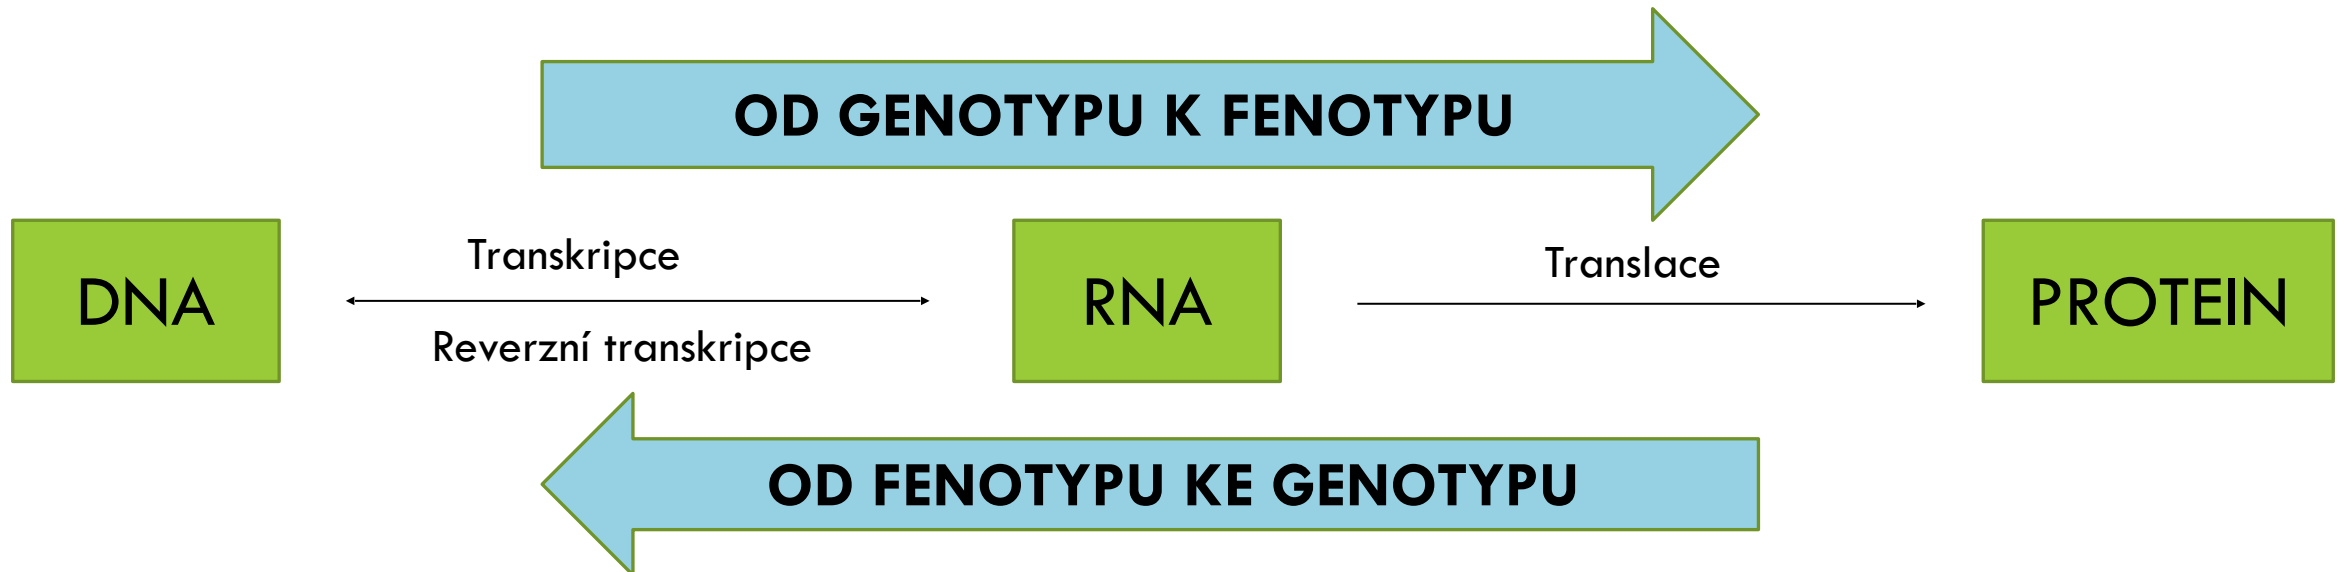 OD GENOTYPU K FENOTYPU
DNA
Transkripce
Reverzní transkripce
RNA
Translace
PROTEIN
OD FENOTYPU KE GENOTYPU